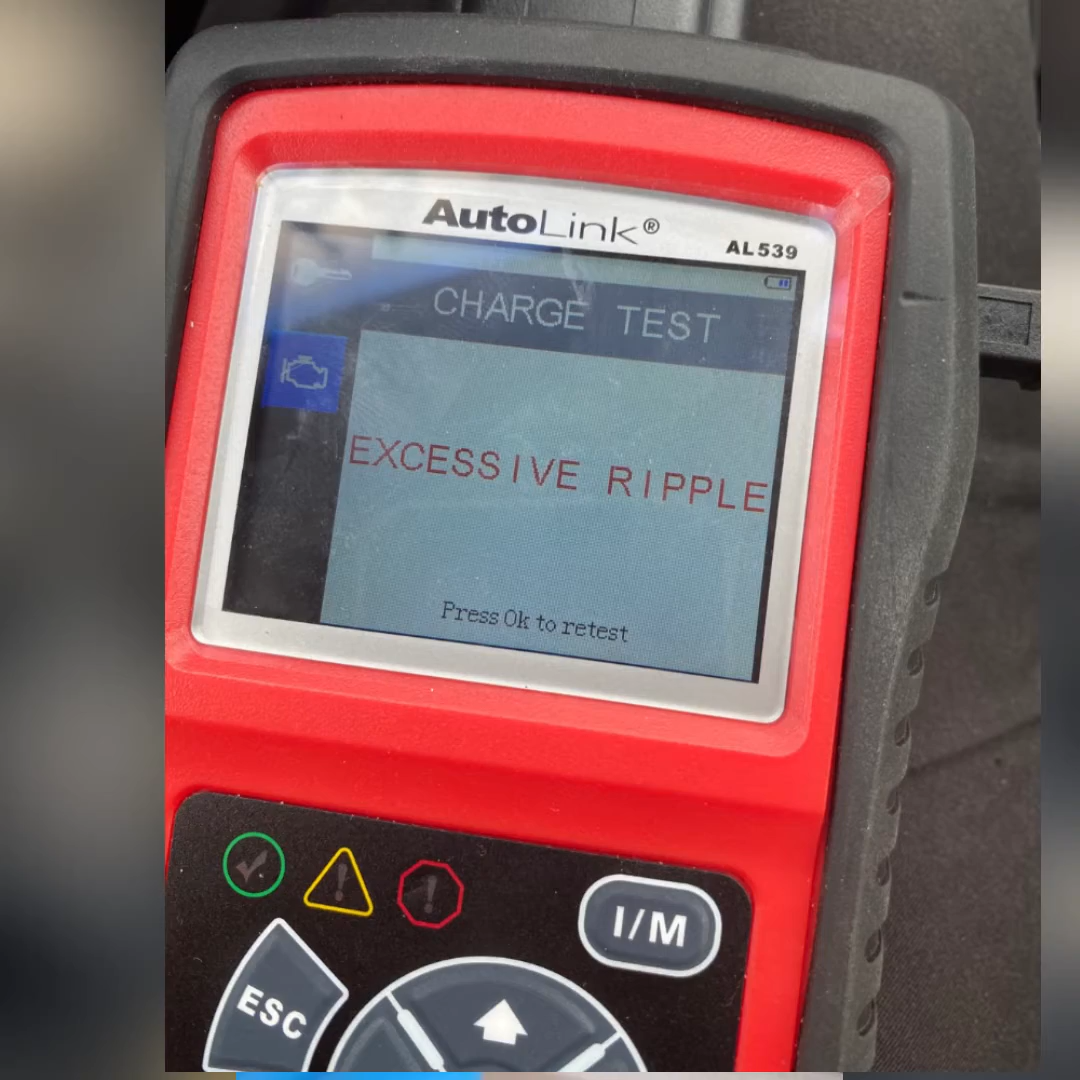 AutoLink®
AL539
CHARGE TEST
EXCESSIVE RIPPLE
Press Ok to retest
I/M
ESC